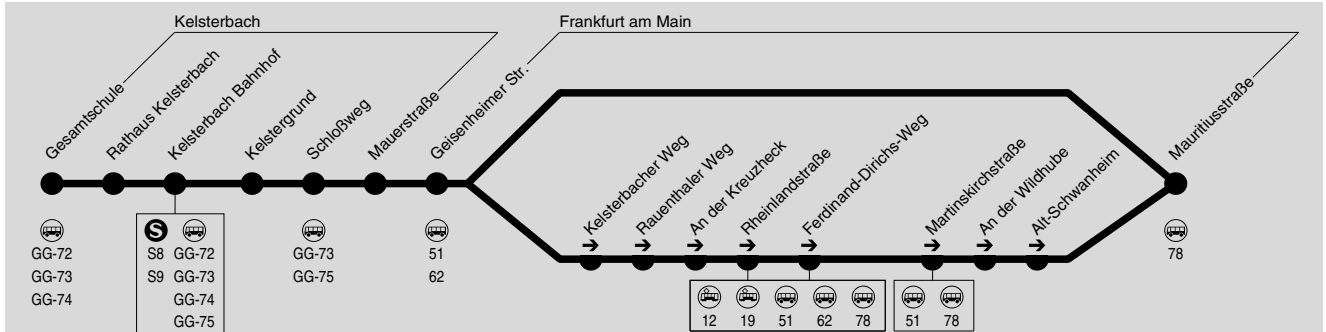 Kelsterbach
Frankfurt am Main
Gesamtschule
Rathaus Kelsterbach
Kelsterbach Bahnhof
Kelstergrund
Schloßweg
Mauerstraße
Geisenheimer Str.
Kelsterbacher Weg
Rauenthaler Weg
An der Kreuzheck
Rheinlandstraße
Ferdinand-Dirichs-Weg
Martinskirchstraße
An der Wildhube
Alt-Schwanheim
Mauritiusstraße
GG-72
GG-73
GG-74
S
S8 GG-72
S9 GG-73
GG-74
GG-75
GG-73
GG-75
51
62
12 19 51 62 78
51 78
78